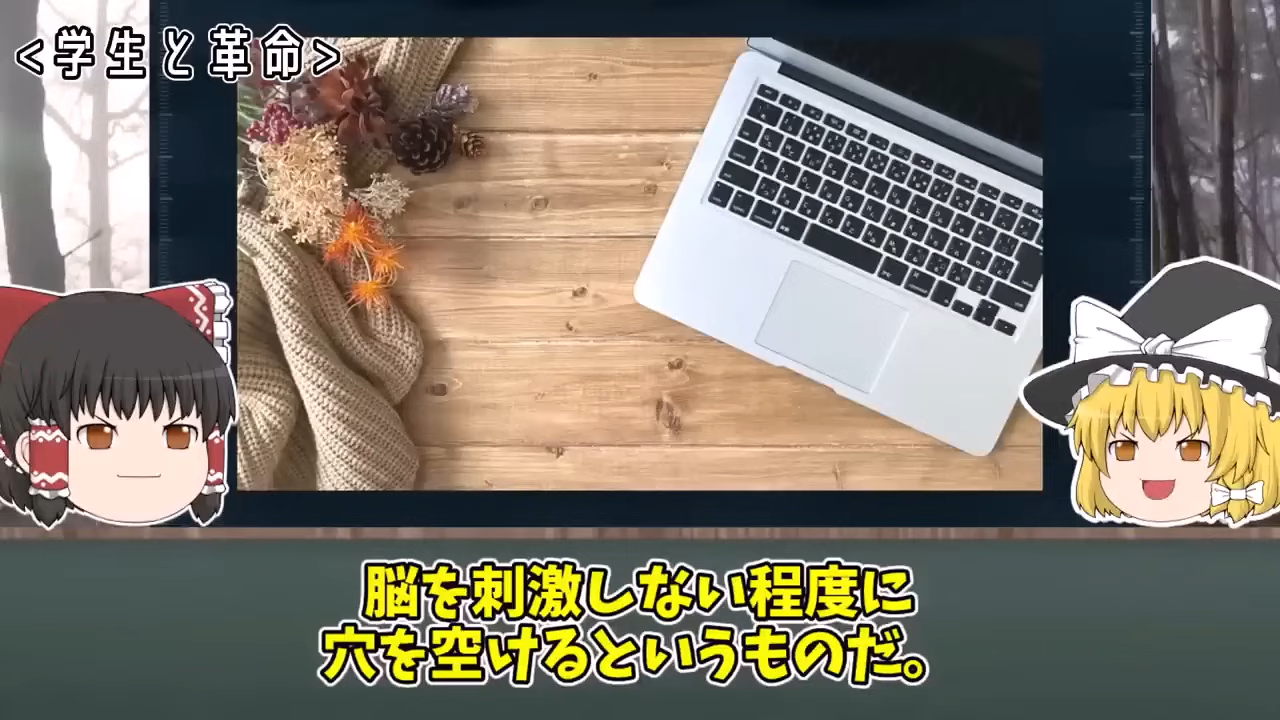 <学生と革命>
脳を刺激しない程度に
穴を空けるというものだ。